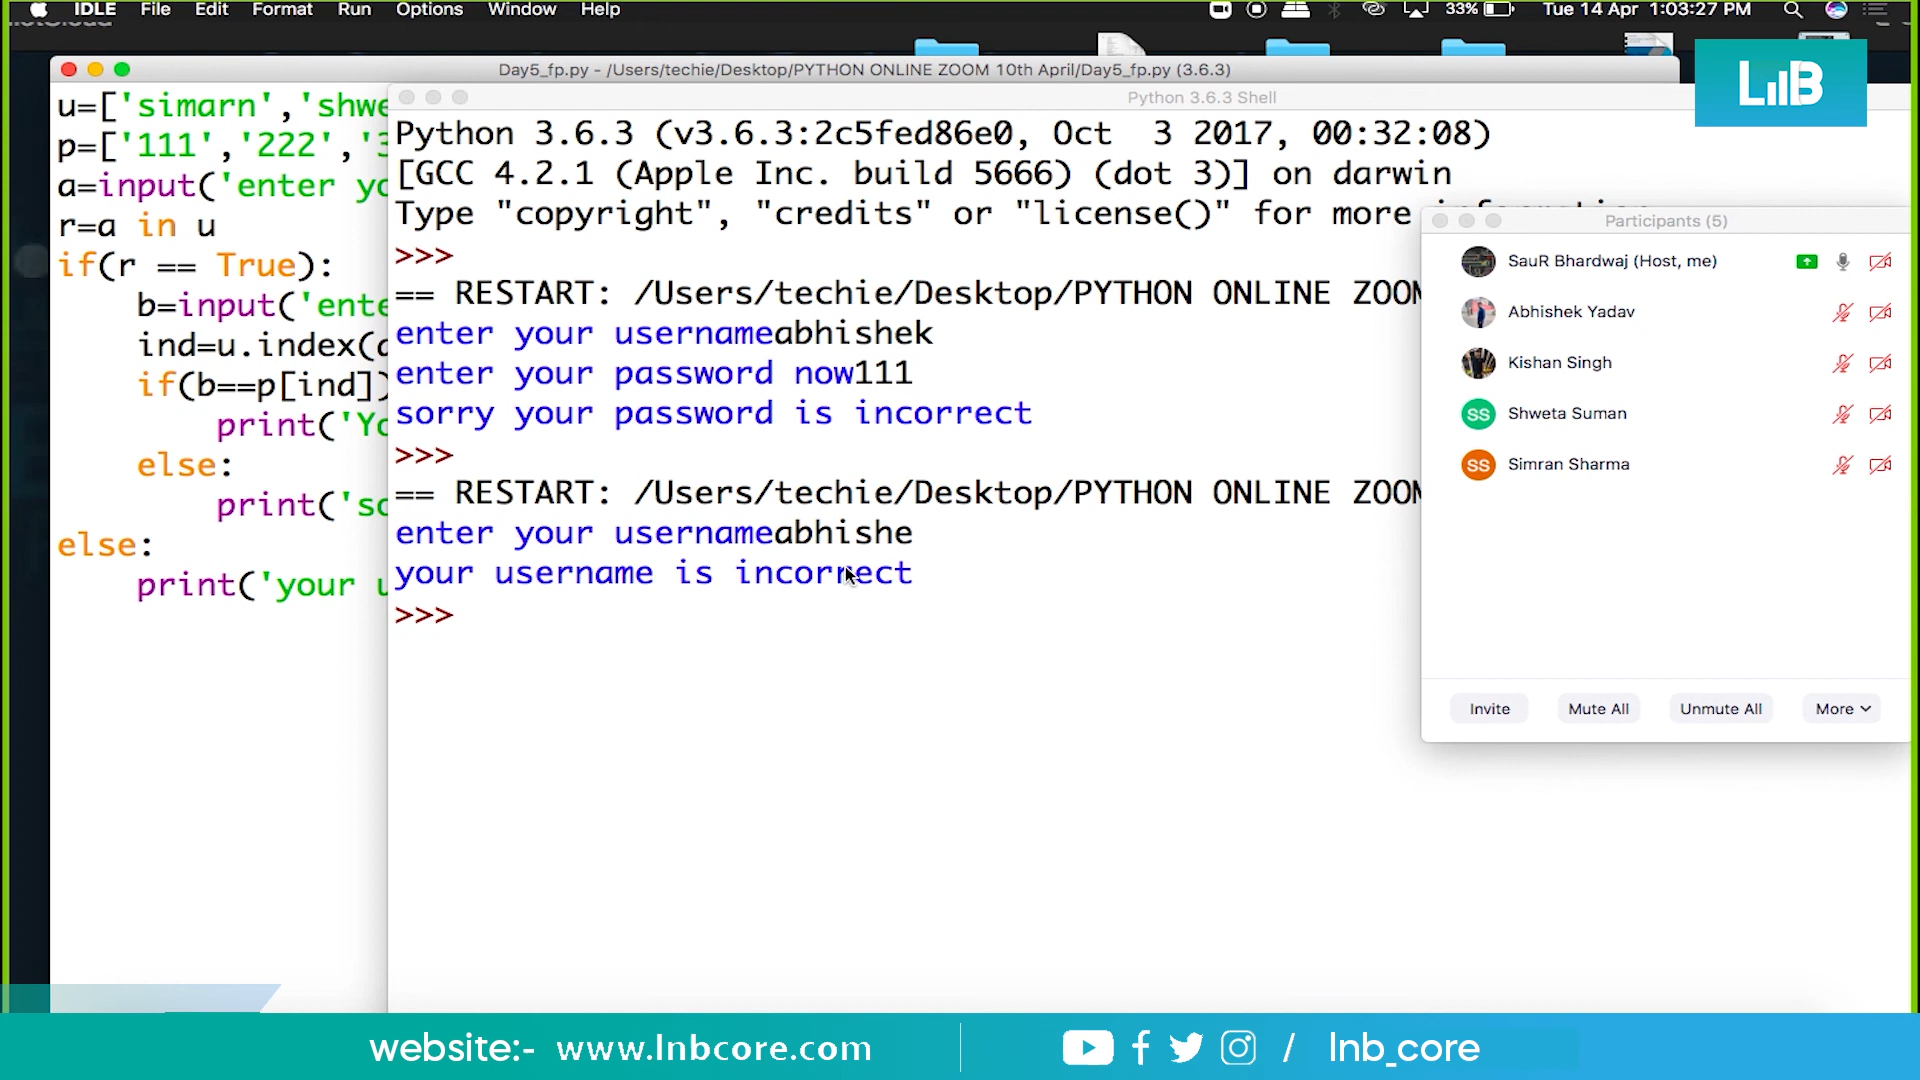 IDLE File Edit Format Run Options Window Help
33% Tue 14 Apr 1:03:27 PM
Day5_fp.py - /Users/techie/Desktop/PYTHON ONLINE ZOOM 10th April/Day5_fp.py (3.6.3)
LnB
u=['simarn','shwe
p=['111','222','3
a=input('enter yo
r=a in u
if(r == True):
b=input('ente
ind=u.index(a
if(b==p[ind])
print('Yo
else:
print('so
else:
print('your u
Python 3.6.3 Shell
Python 3.6.3 (v3.6.3:2c5fed86e0, Oct 3 2017, 00:32:08)
[GCC 4.2.1 (Apple Inc. build 5666) (dot 3)] on darwin
Type "copyright", "credits" or "license()" for more
>>>
== RESTART: /Users/techie/Desktop/PYTHON ONLINE ZOOM
enter your usernameabhishek
enter your password now111
sorry your password is incorrect
>>>
== RESTART: /Users/techie/Desktop/PYTHON ONLINE ZOOM
enter your usernameabhishe
your username is incorrect
>>>
Participants (5)
SauR Bhardwaj (Host, me)
Abhishek Yadav
Kishan Singh
SS Shweta Suman
SS Simran Sharma
Invite Mute All Unmute All More
website:- www.lnbcore.com
/ lnb_core